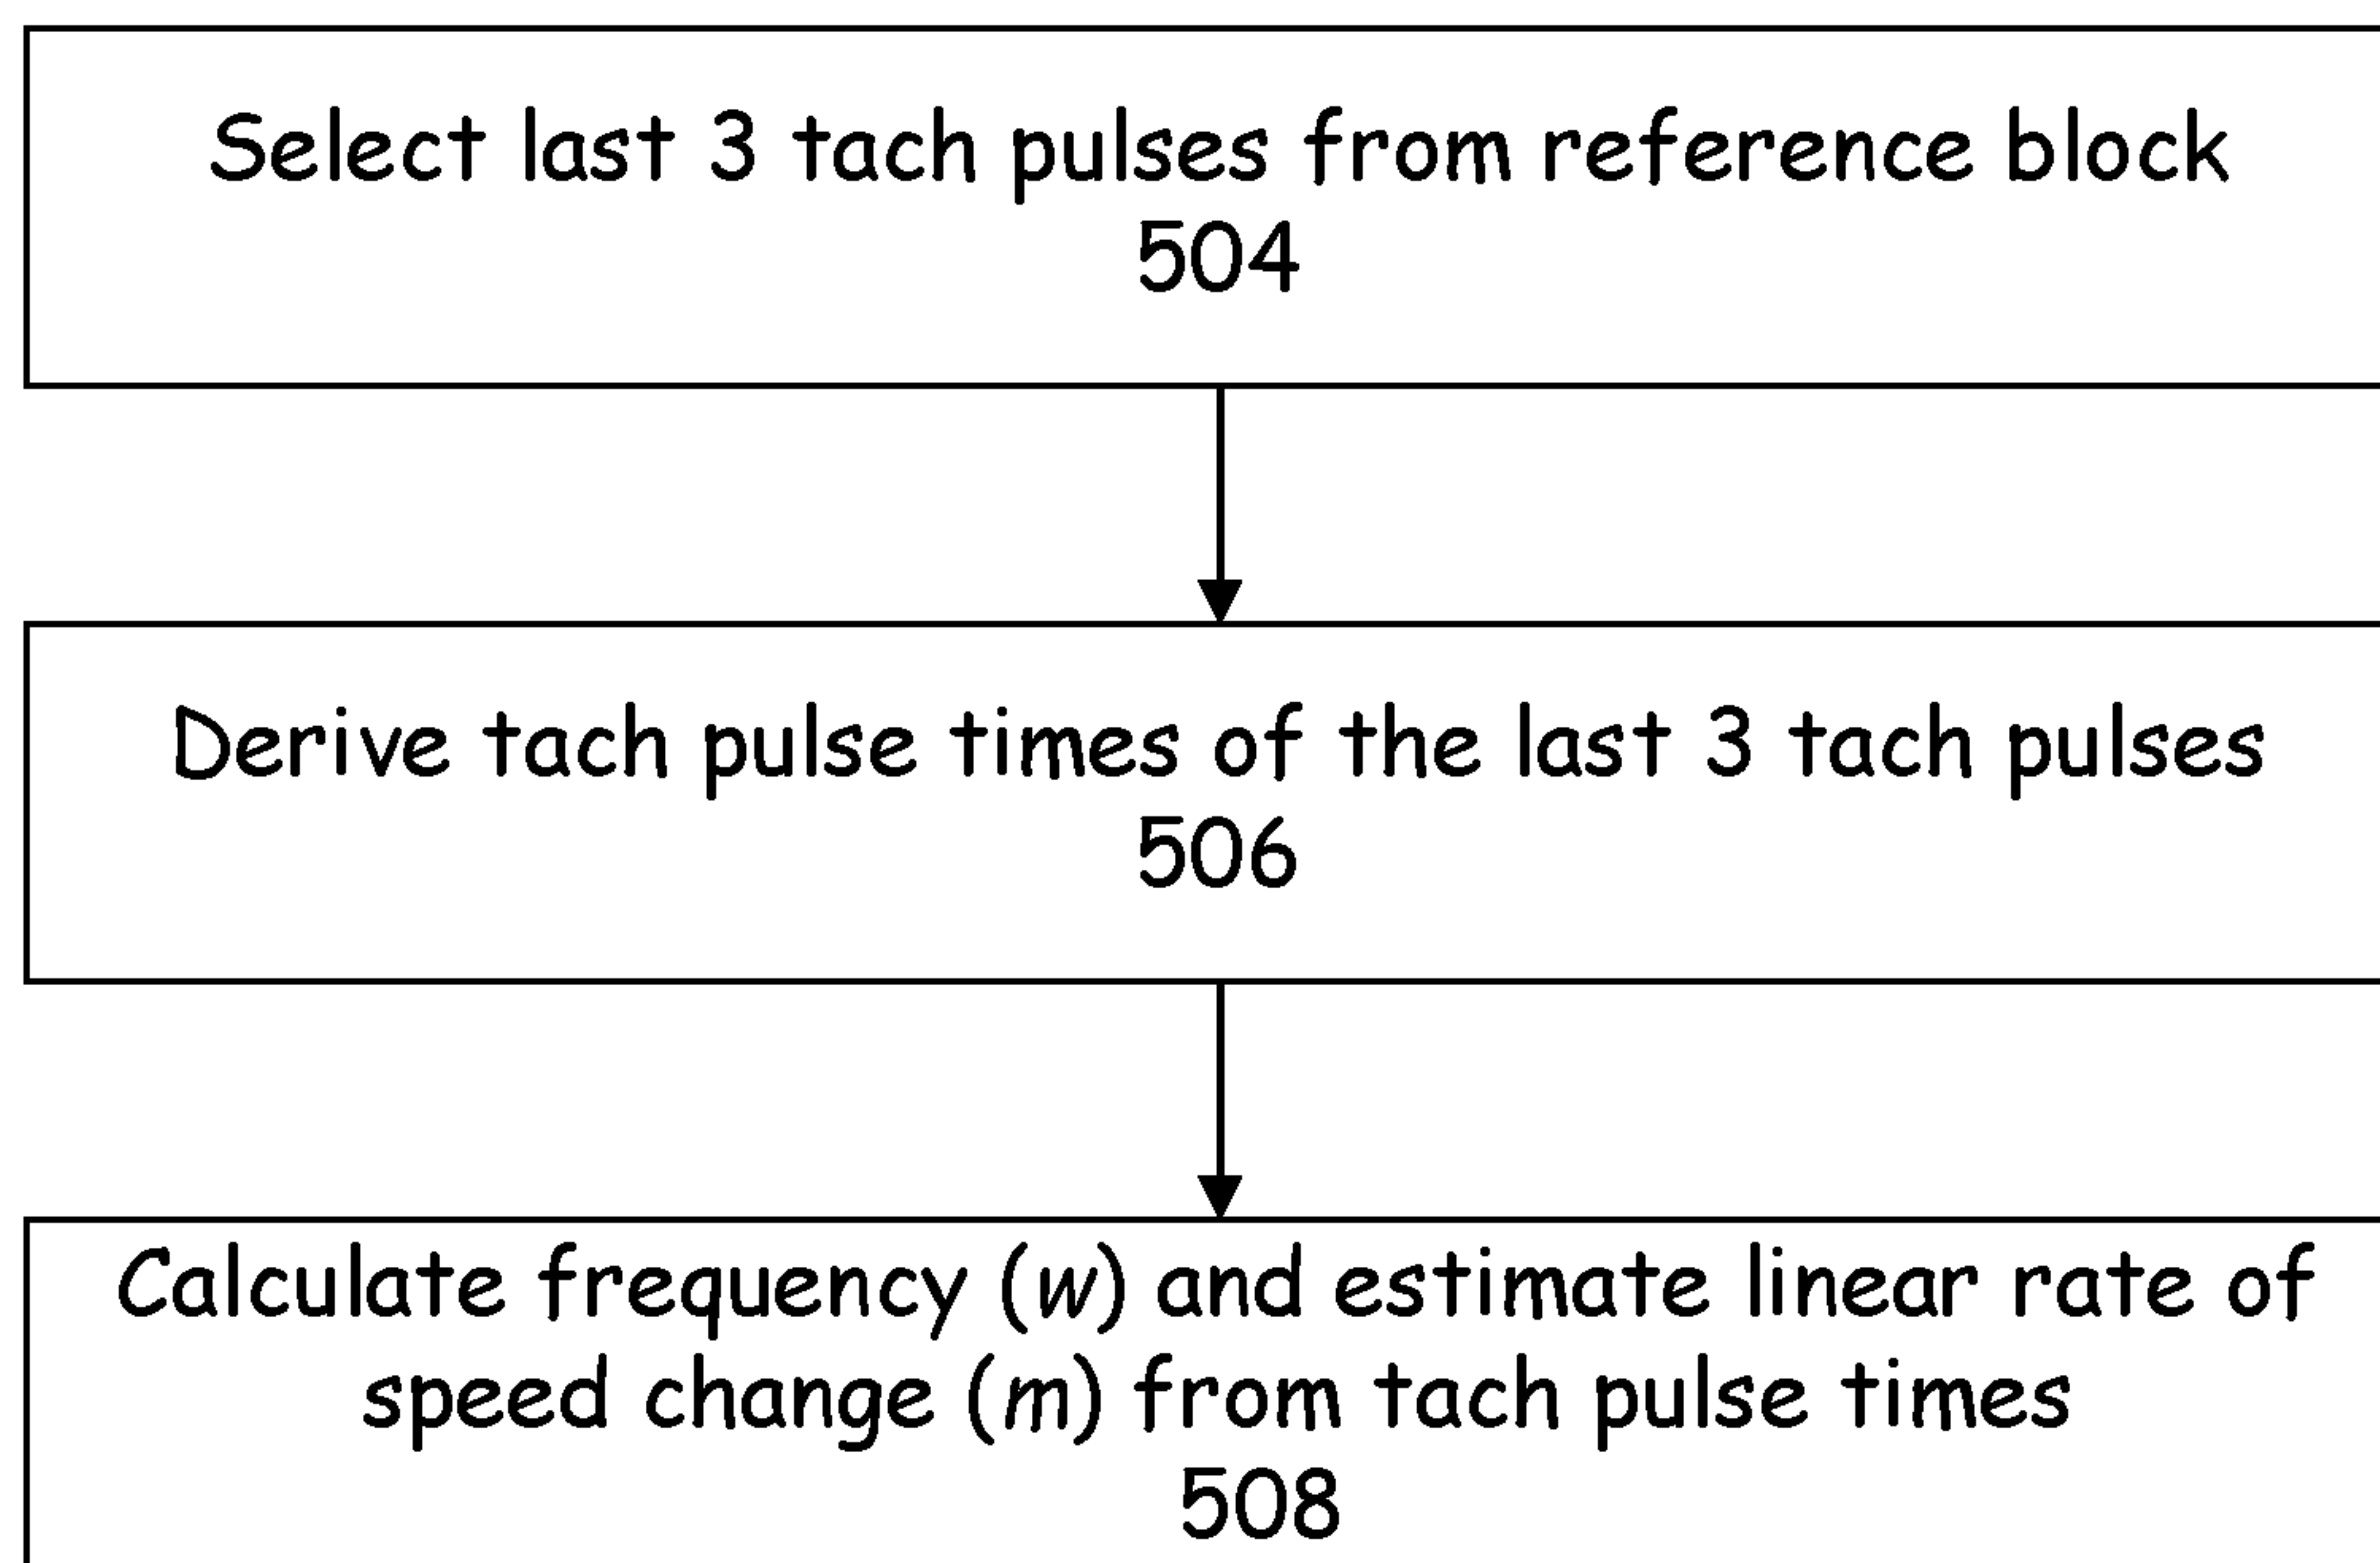 Select last 3 tach pulses from reference block
504
Derive tach pulse times of the last 3 tach pulses
506
Calculate frequency (w) and estimate linear rate of
speed change (m) from tach pulse times
508